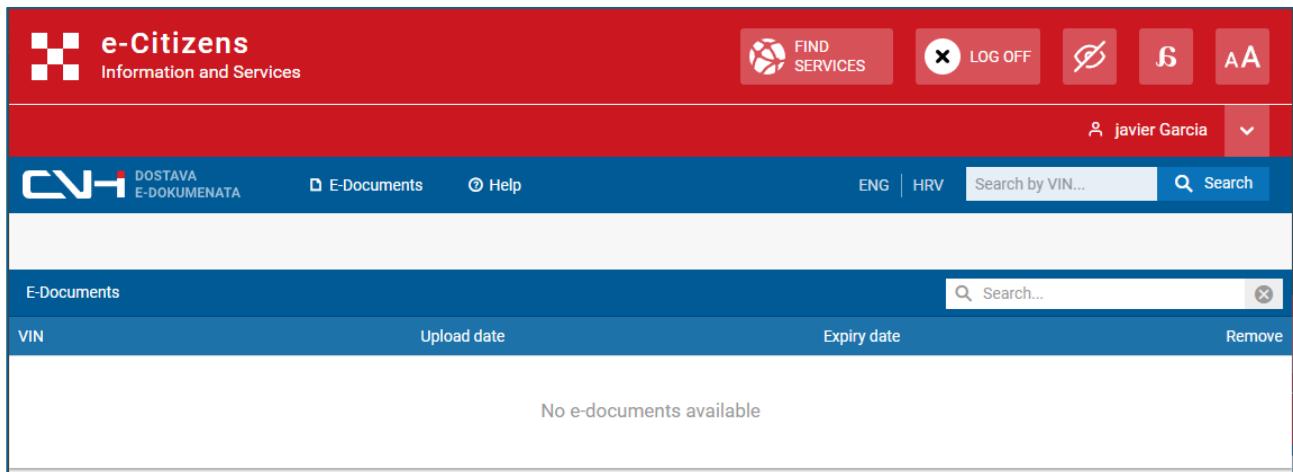 e-Citizens
Information and Services
FIND
SERVICES
LOG OFF
AA
javier Garcia
CVH
DOSTAVA
E-DOKUMENATA
E-Documents
Help
ENG
HRV
Search by VIN...
Search
E-Documents
Search...
VIN
Upload date
Expiry date
Remove
No e-documents available